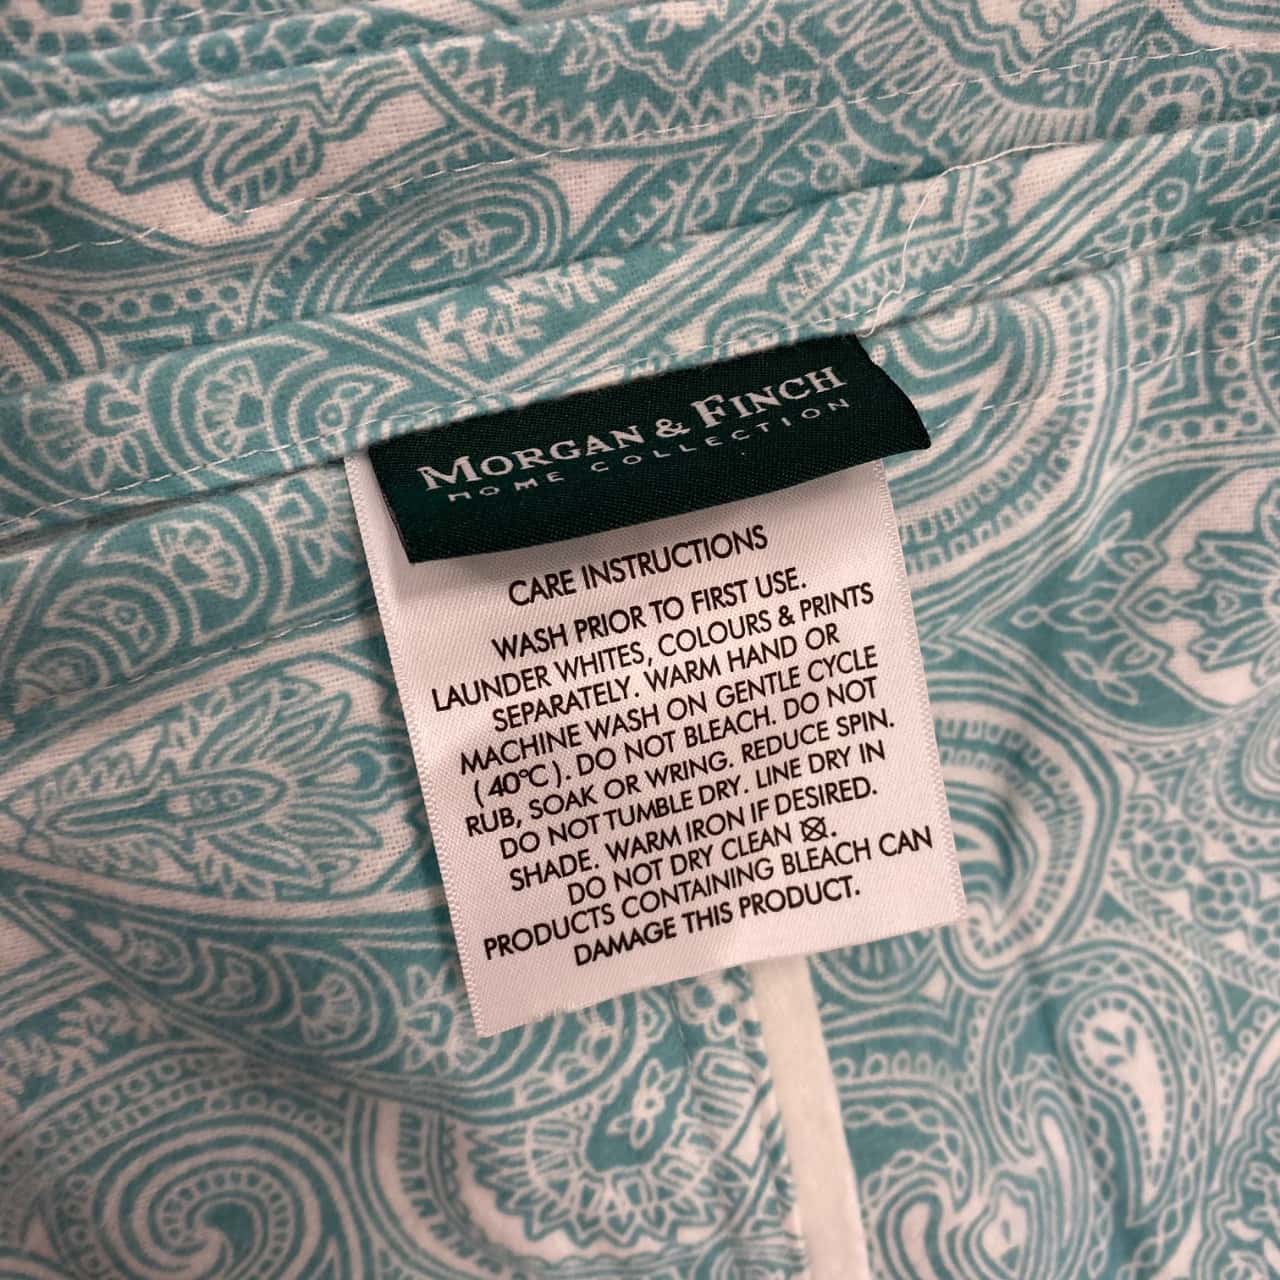 MORGAN & FINCH
HOME COLLECTION
CARE INSTRUCTIONS
WASH PRIOR TO FIRST USE.
LAUNDER WHITES, COLOURS & PRINTS
SEPARATELY. WARM HAND OR
MACHINE WASH ON GENTLE CYCLE
(40°C). DO NOT BLEACH. DO NOT
RUB, SOAK OR WRING. REDUCE SPIN.
DO NOT TUMBLE DRY. LINE DRY IN
SHADE. WARM IRON IF DESIRED.
DO NOT DRY CLEAN .
PRODUCTS CONTAINING BLEACH CAN
DAMAGE THIS PRODUCT.